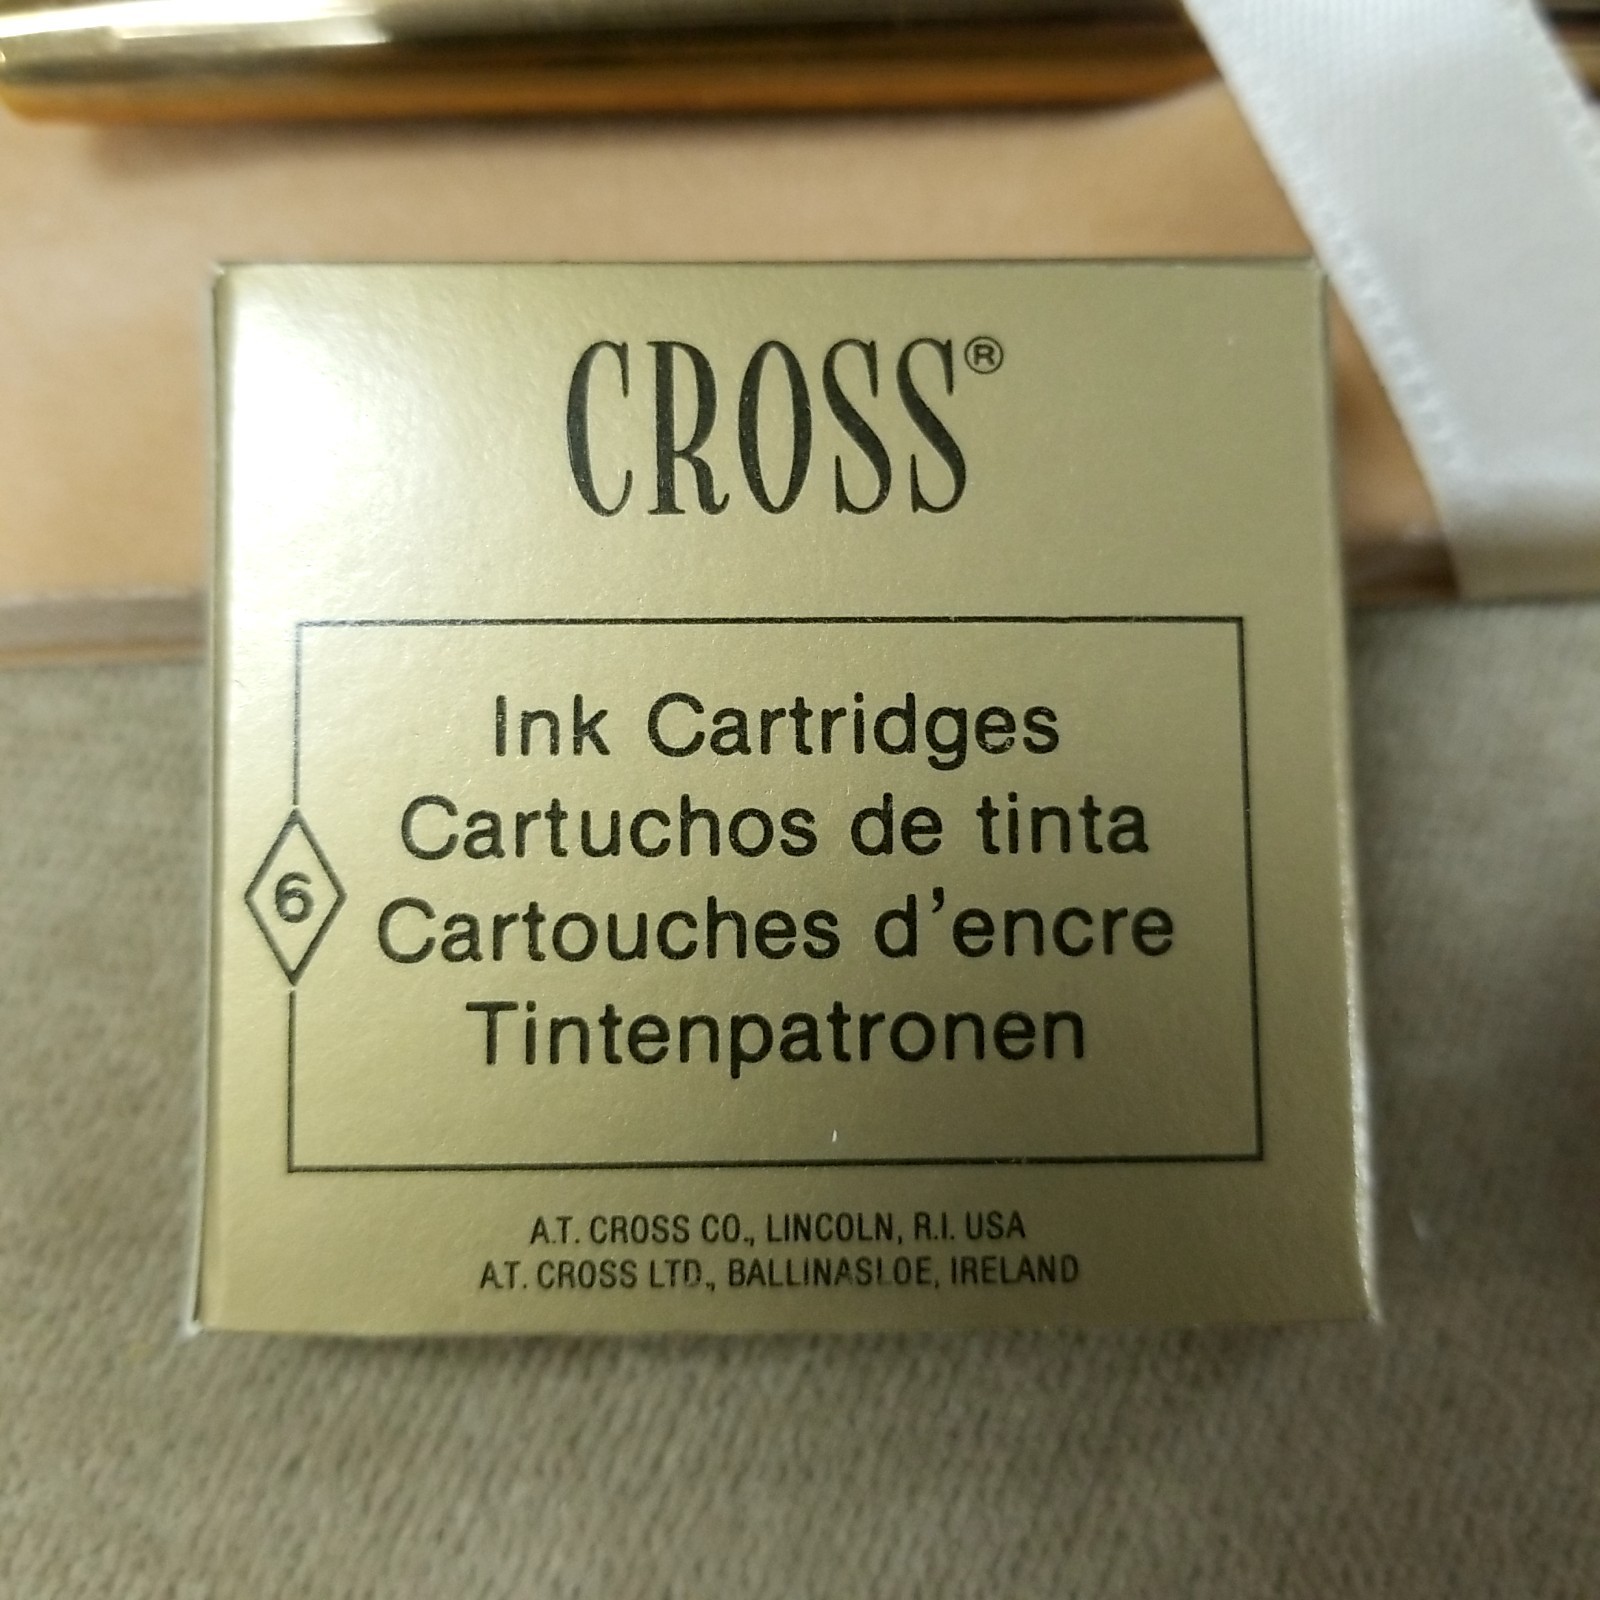 CROSS®
Ink Cartridges
Cartuchos de tinta
6
Cartouches d'encre
Tintenpatronen
A.T. CROSS CO., LINCOLN, R.I. USA
A.T. CROSS LTD., BALLINASLOE, IRELAND